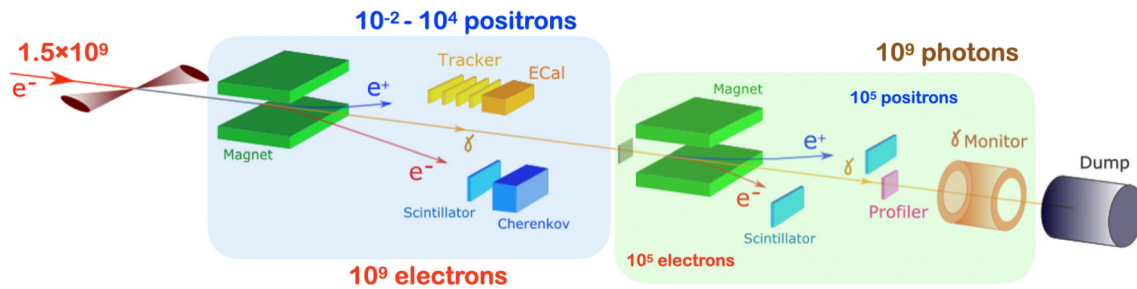 10⁻² - 10⁴ positrons
1.5×10⁹
e⁻
Tracker
ECal
e⁺
Magnet
γ
e⁻
Scintillator
Cherenkov
10⁹ electrons
10⁹ photons
Magnet
10⁵ positrons
e⁺
γ
γ Monitor
Dump
e⁻
Profiler
Scintillator
10⁵ electrons